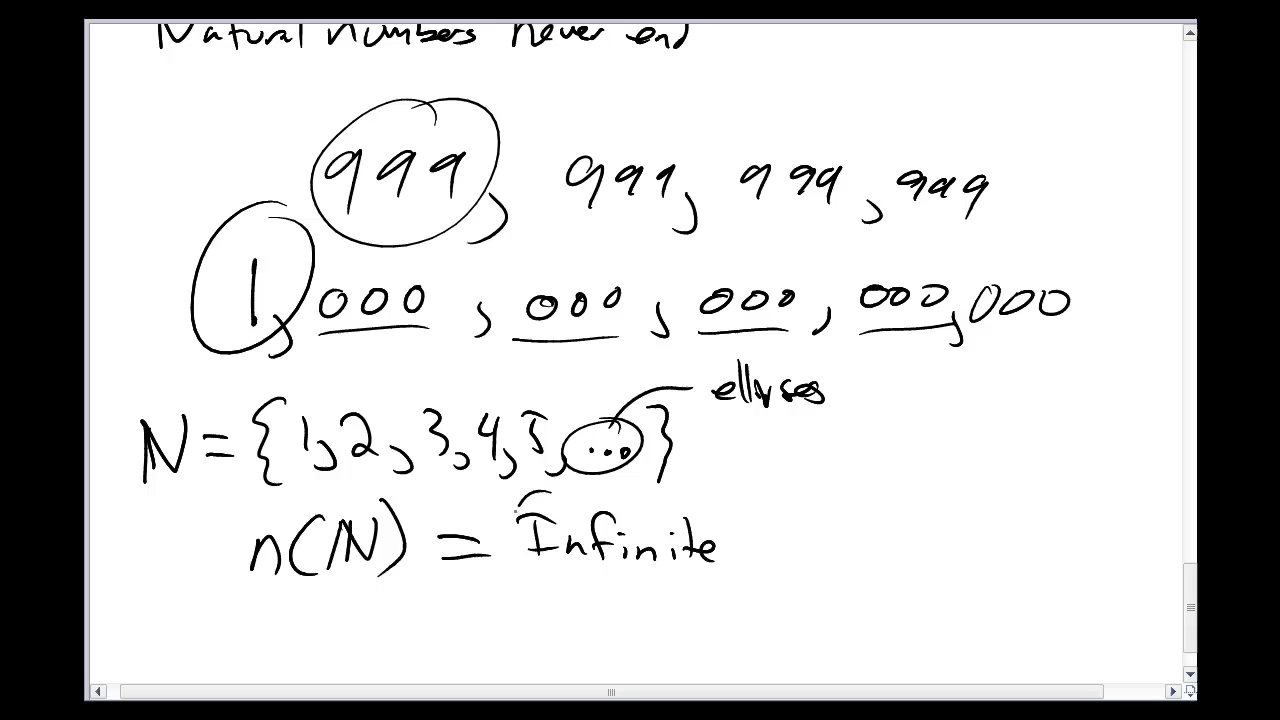 Natural numbers never end
999, 999, 999, 999
1, 000, 000, 000, 000, 000
ellipses
N = {1, 2, 3, 4, 5, ...}
n(N) = Infinite